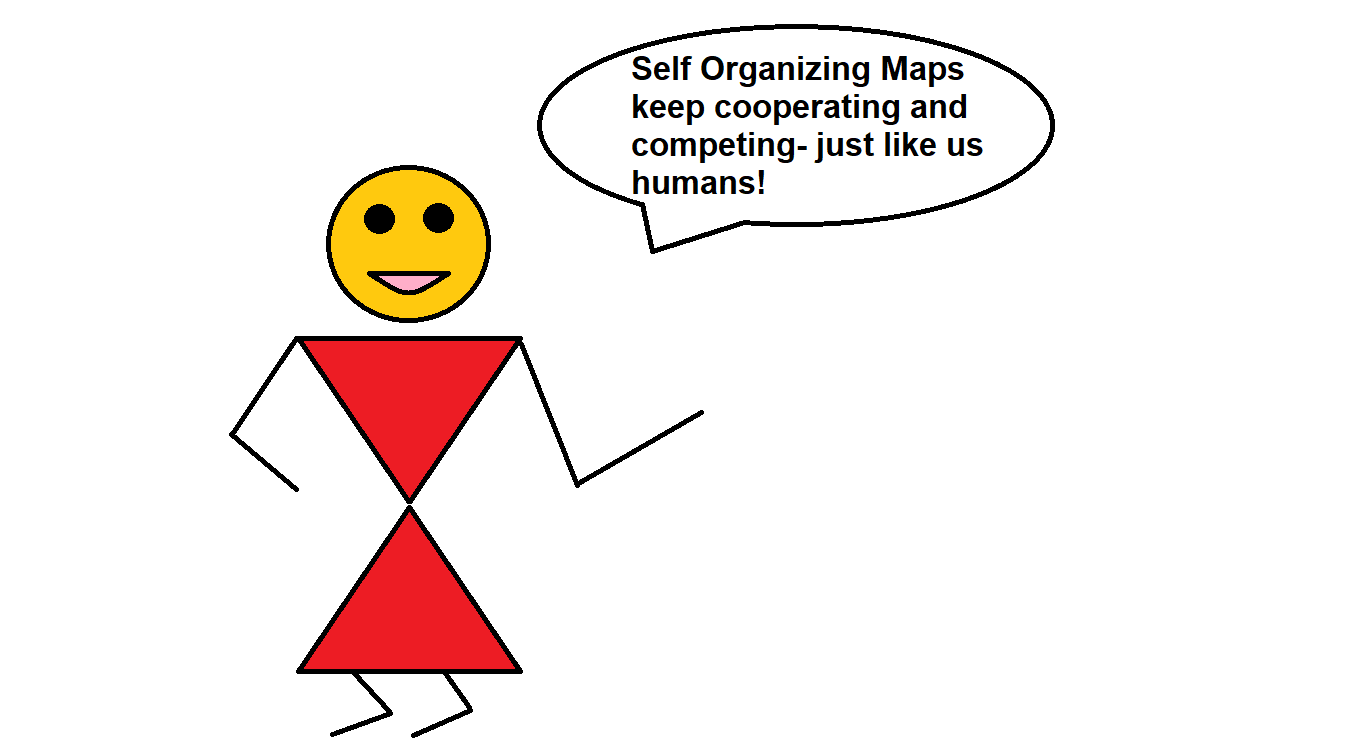 Self Organizing Maps
keep cooperating and
competing- just like us
humans!